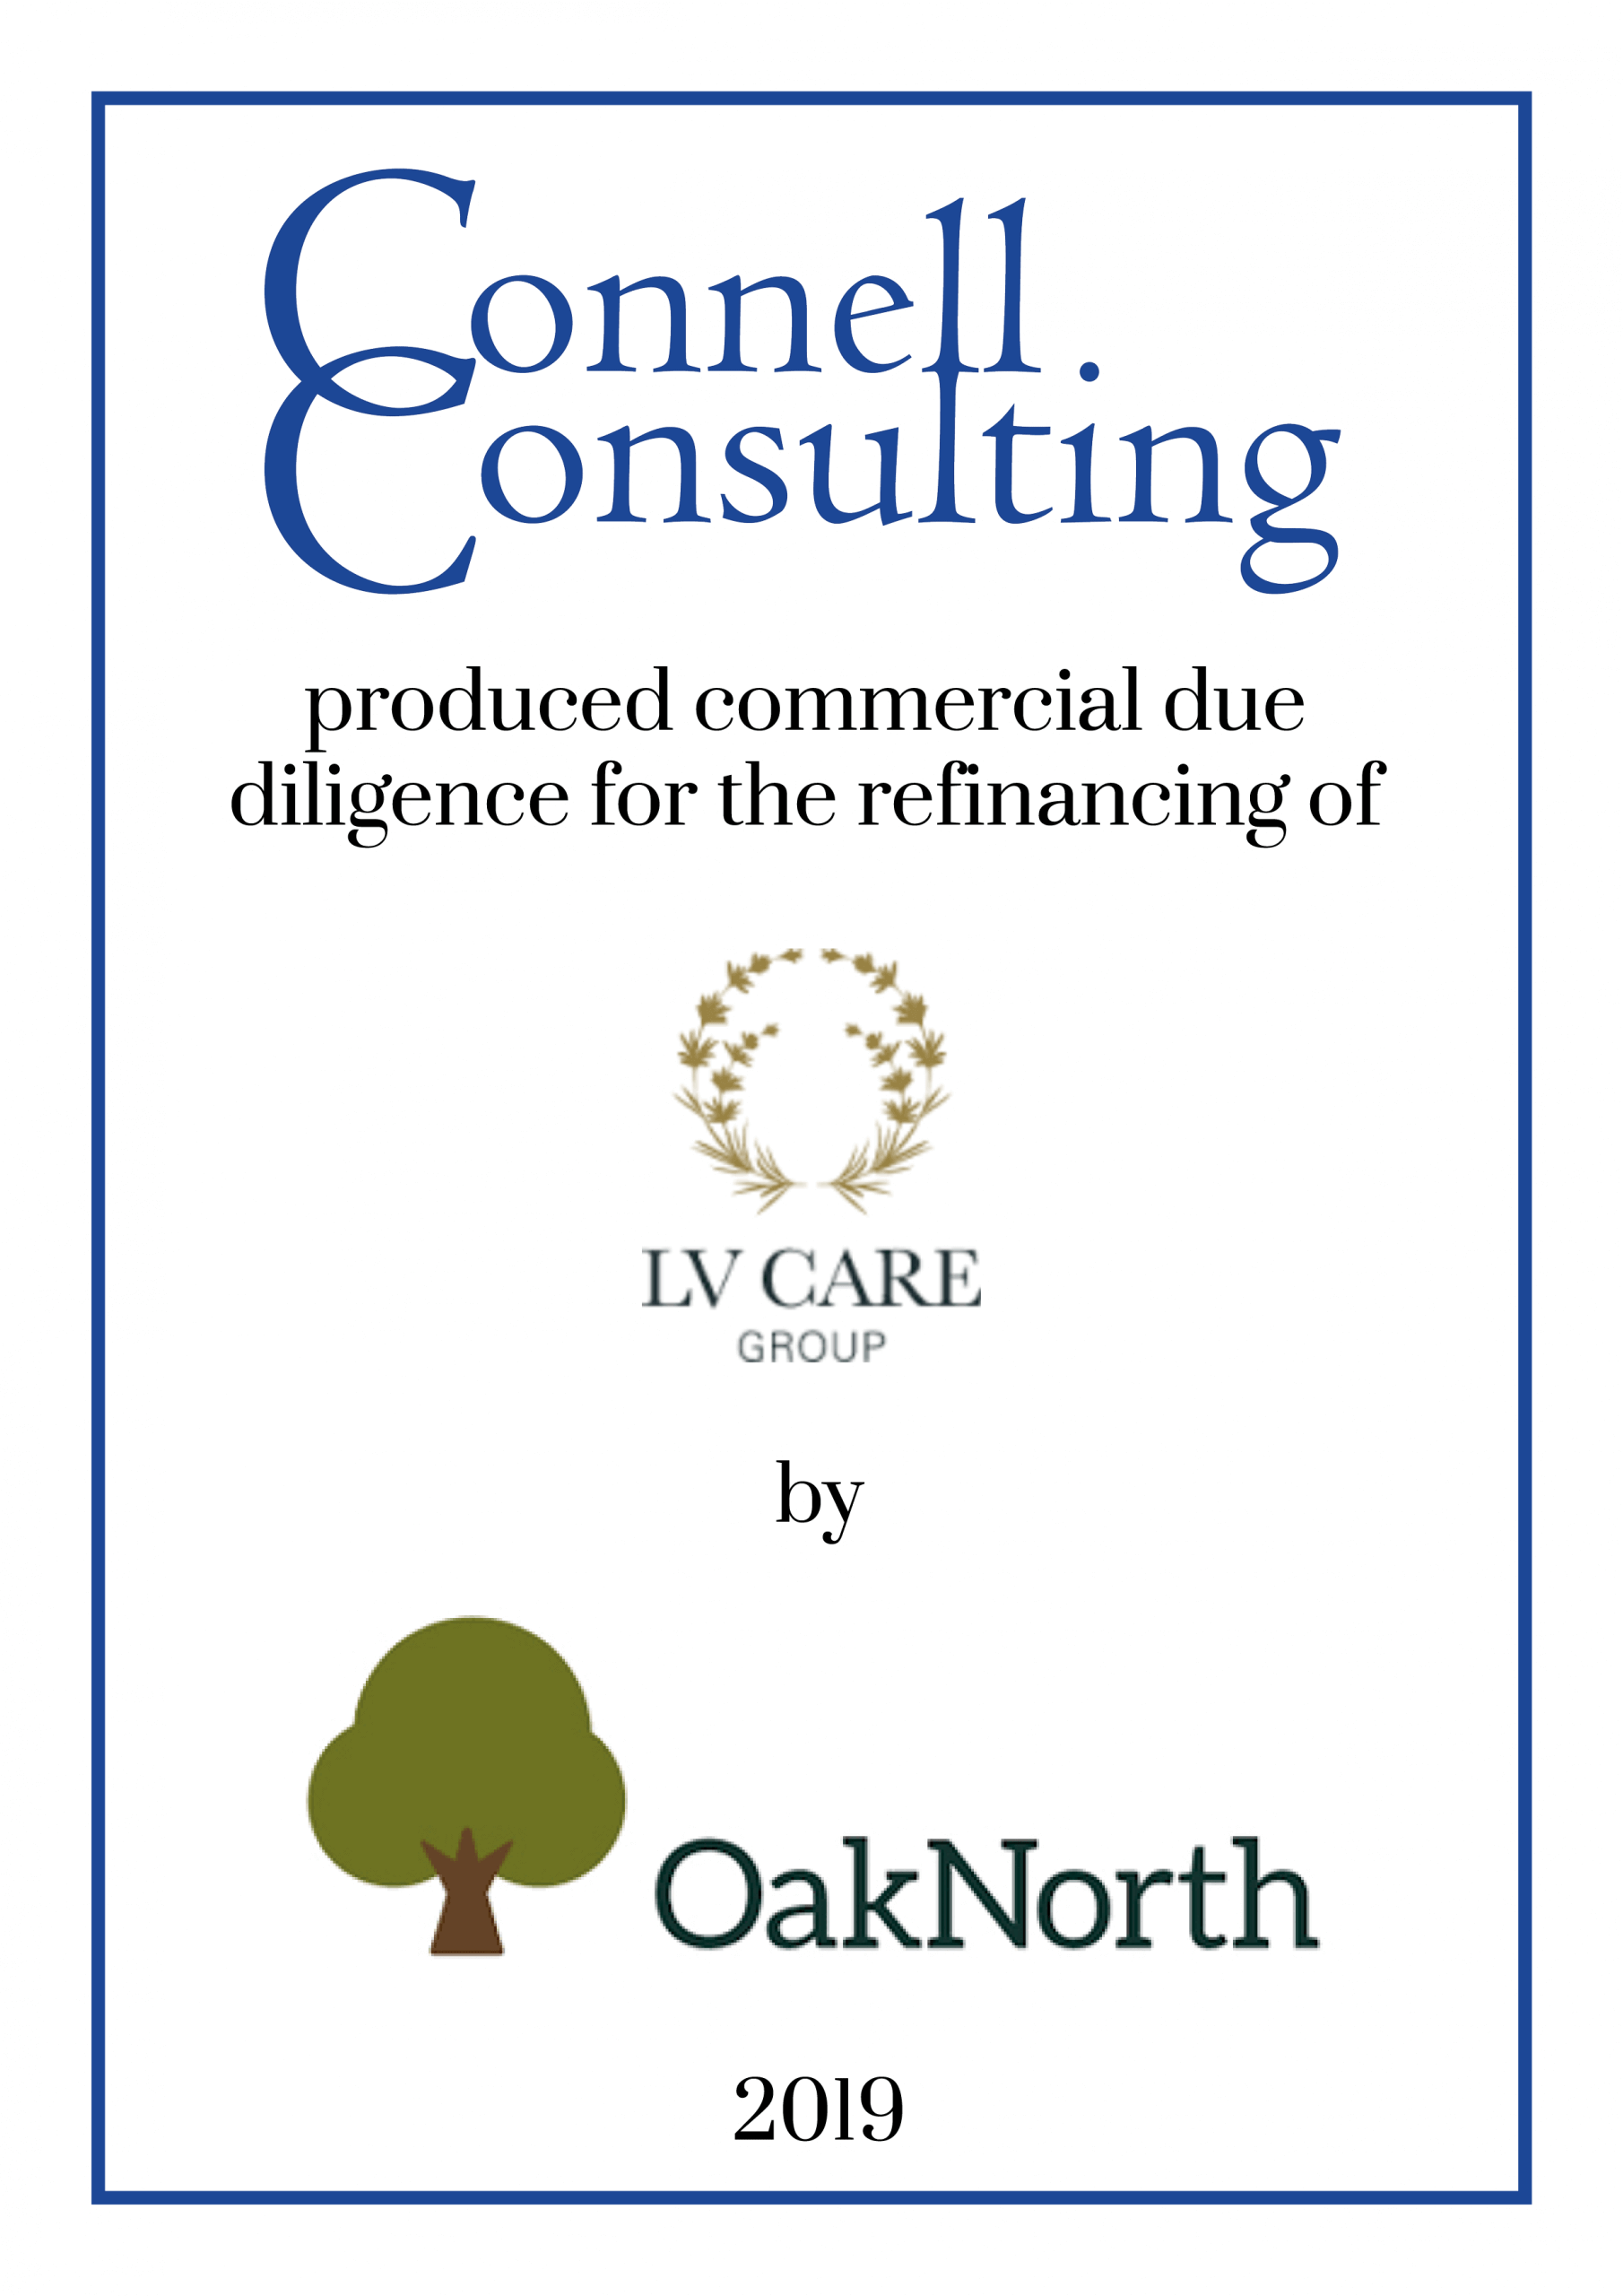 Connell
Consulting
produced commercial due
diligence for the refinancing of
LV CARE
GROUP
by
OakNorth
2019